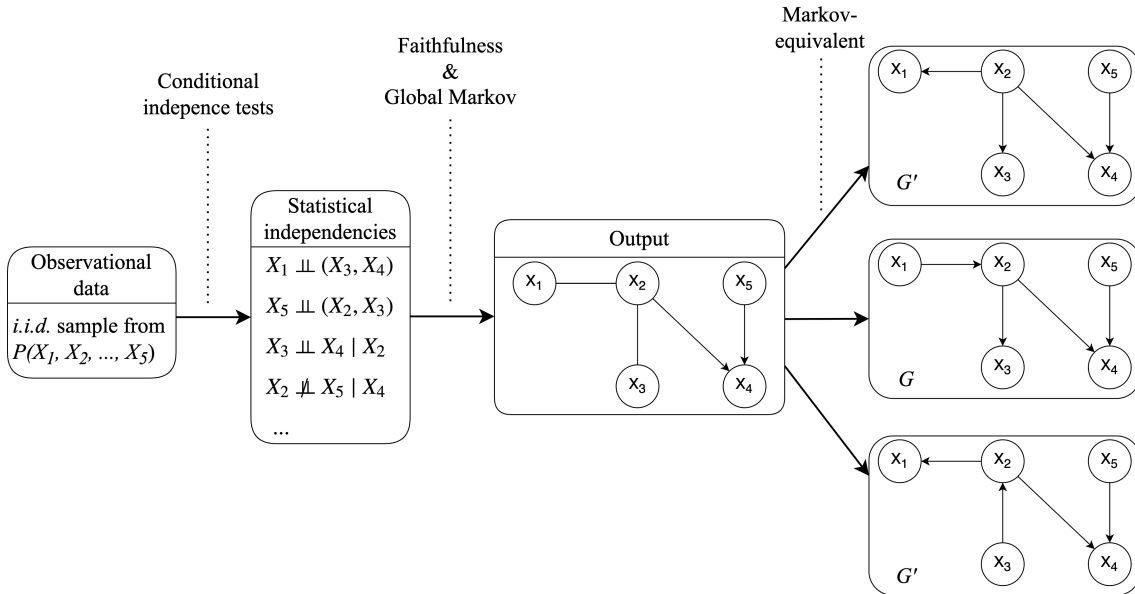 Conditional
indepence tests
Faithfulness
&
Global Markov
Markov-
equivalent
Observational
data
i.i.d. sample from
P(X₁, X₂, ..., X₅)
Statistical
independencies
X₁ ⫫ (X₃, X₄)
X₅ ⫫ (X₂, X₃)
X₃ ⫫ X₄ | X₂
X₂ ⫫̸ X₅ | X₄
...
Output
X₁ X₂ X₅
X₃ X₄
X₁ X₂ X₅
X₃ X₄
G′
X₁ X₂ X₅
X₃ X₄
G
X₁ X₂ X₅
X₃ X₄
G′